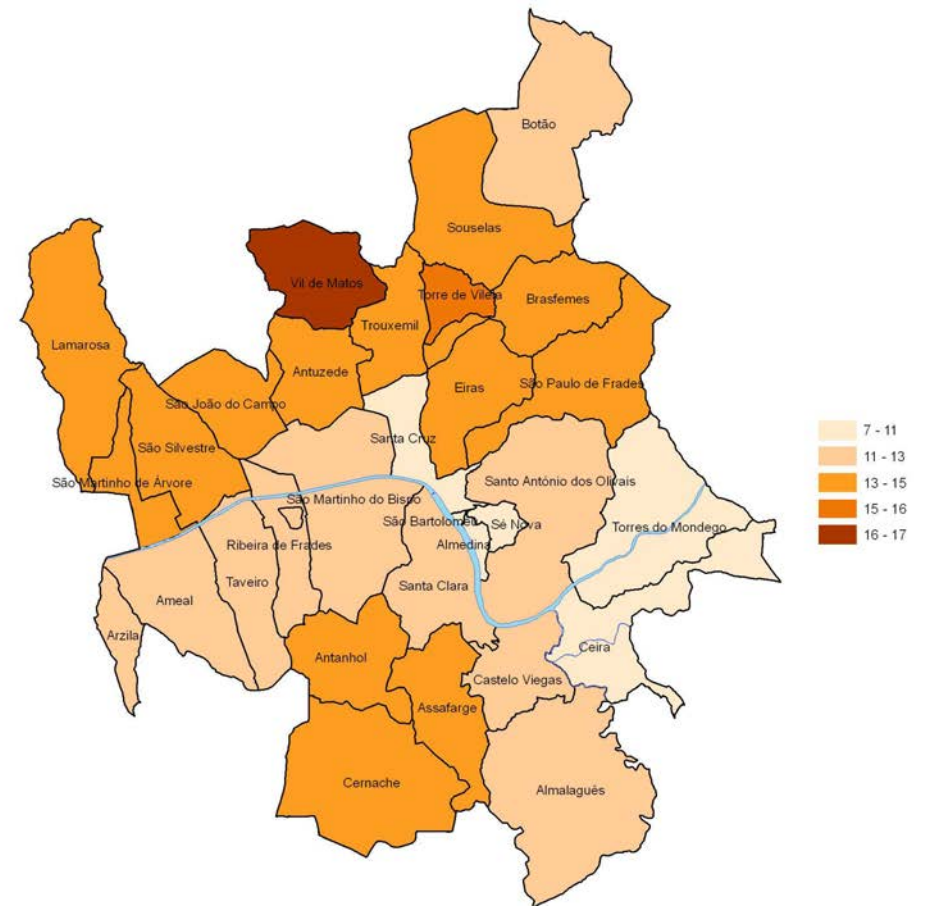 Botão
Souselas
Vil de Matos
Torre de Vilela
Brasfemes
Trouxemil
Lamarosa
Antuzede
Eiras
São Paulo de Frades
São João do Campo
Santa Cruz
São Silvestre
São Martinho de Árvore
Santo António dos Olivais
São Martinho do Bispo
São Bartolomeu
Sé Nova
Torres do Mondego
Ribeira de Frades
Almedina
Taveiro
Santa Clara
Ameal
Arzila
Ceira
Antanhol
Castelo Viegas
Assafarge
Cernache
Almalaguês
7 - 11
11 - 13
13 - 15
15 - 16
16 - 17